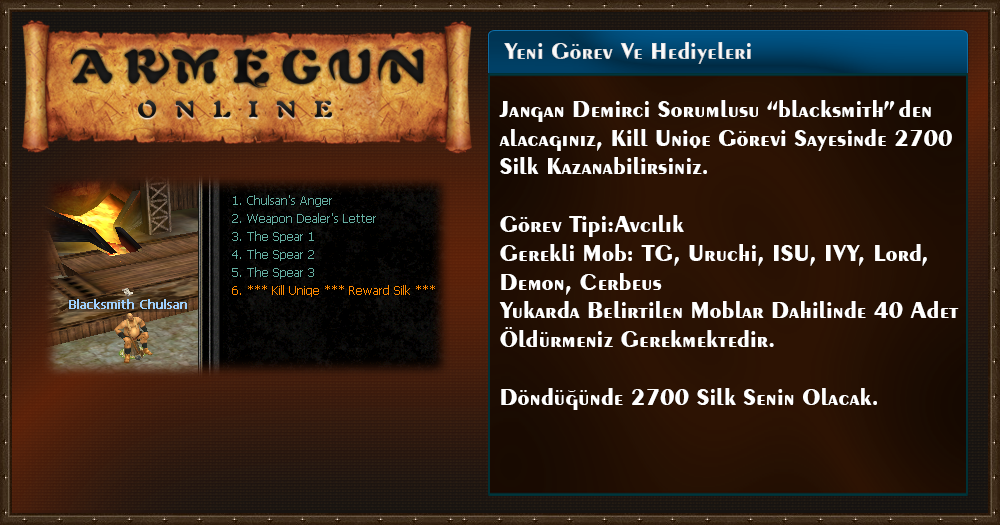 ARMEGUN
ONLINE
1. Chulsan's Anger
2. Weapon Dealer's Letter
3. The Spear 1
4. The Spear 2
5. The Spear 3
6. *** Kill Uniqe *** Reward Silk ***
Blacksmith Chulsan
Yeni Görev Ve Hediyeleri
Jangan Demirci Sorumlusu “blacksmith” den
alacagınız, Kill Uniqe Görevi Sayesinde 2700
Silk Kazanabilirsiniz.
Görev Tipi:Avcılık
Gerekli Mob: TG, Uruchi, ISU, IVY, Lord,
Demon, Cerbeus
Yukarda Belirtilen Moblar Dahilinde 40 Adet
Öldürmeniz Gerekmektedir.
Döndüğünde 2700 Silk Senin Olacak.